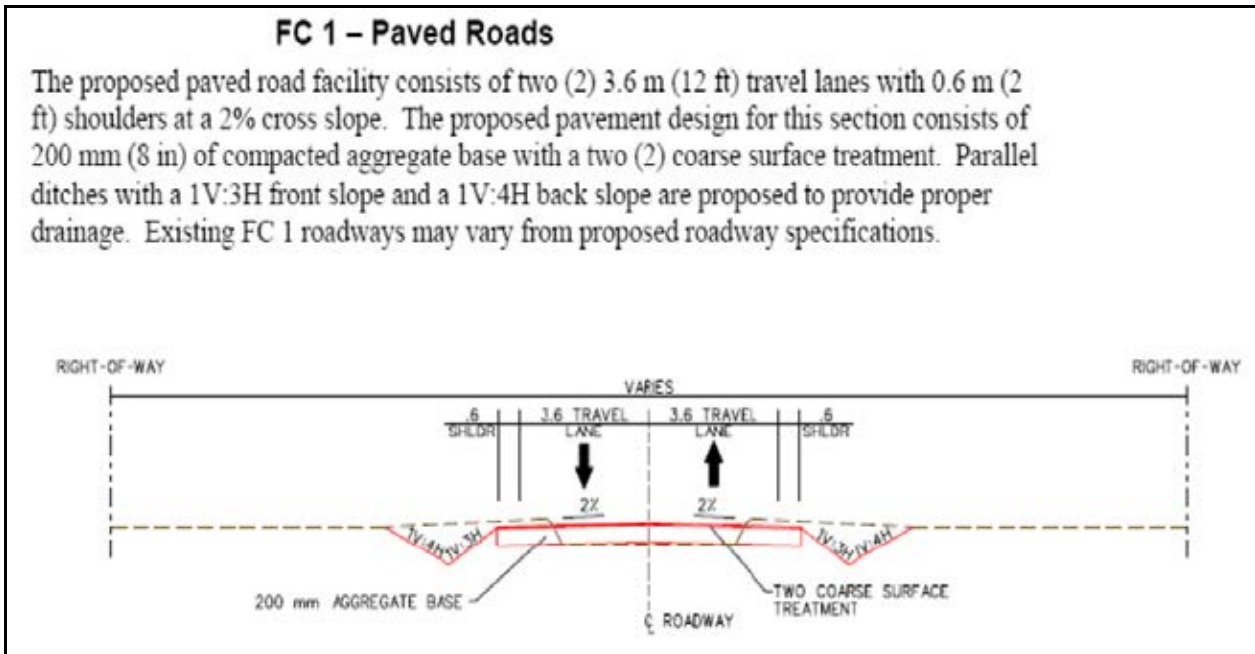 FC 1 – Paved Roads
The proposed paved road facility consists of two (2) 3.6 m (12 ft) travel lanes with 0.6 m (2
ft) shoulders at a 2% cross slope. The proposed pavement design for this section consists of
200 mm (8 in) of compacted aggregate base with a two (2) coarse surface treatment. Parallel
ditches with a 1V:3H front slope and a 1V:4H back slope are proposed to provide proper
drainage. Existing FC 1 roadways may vary from proposed roadway specifications.
RIGHT-OF-WAY
RIGHT-OF-WAY
VARIES
.6
3.6 TRAVEL
3.6 TRAVEL
.6
SHLDR
LANE
LANE
SHLDR
2%
2%
1V:4H
1V:3H
1V:3H
1V:4H
200 mm AGGREGATE BASE
TWO COARSE SURFACE
TREATMENT
℄ ROADWAY